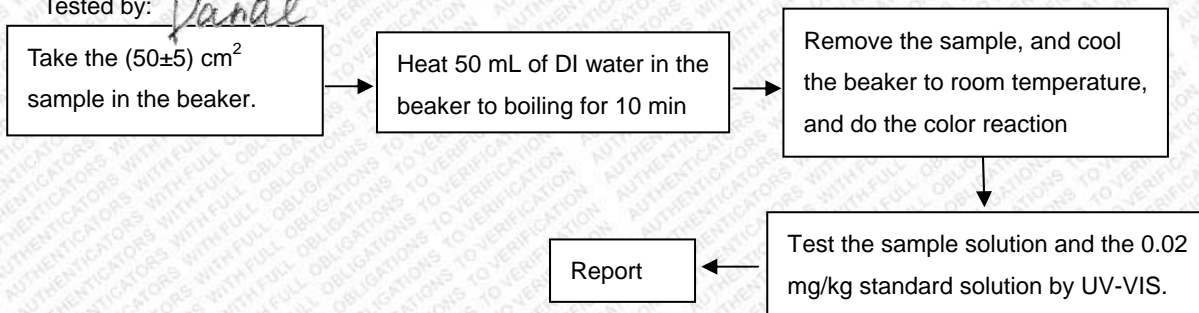 Tested by:
Take the (50±5) cm²
sample in the beaker.
Heat 50 mL of DI water in the
beaker to boiling for 10 min
Remove the sample, and cool
the beaker to room temperature,
and do the color reaction
Test the sample solution and the 0.02
mg/kg standard solution by UV-VIS.
Report